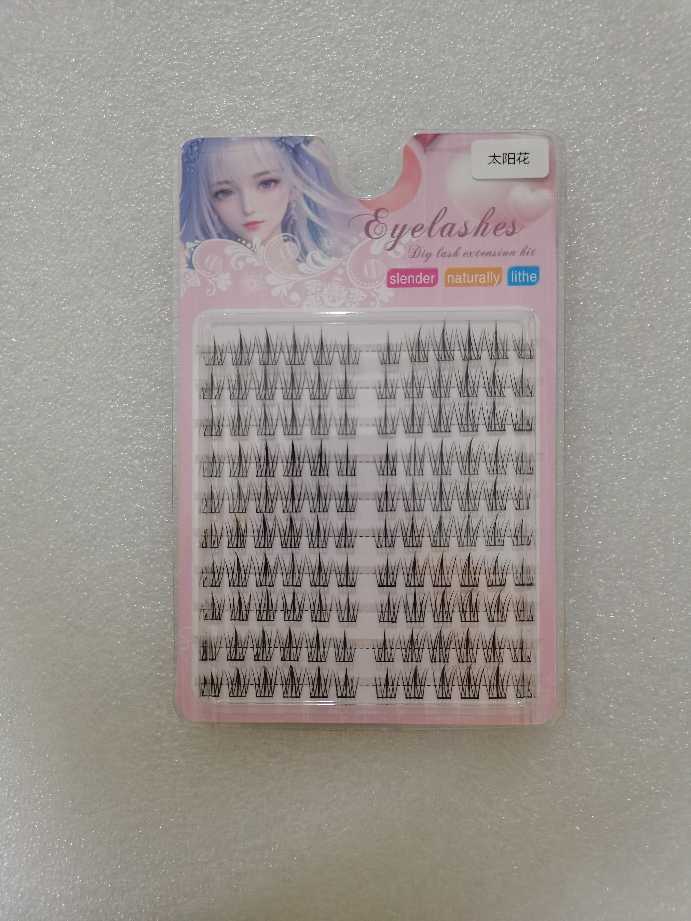 太阳花
Eyelashes
Diy lash extension kit
slender naturally lithe